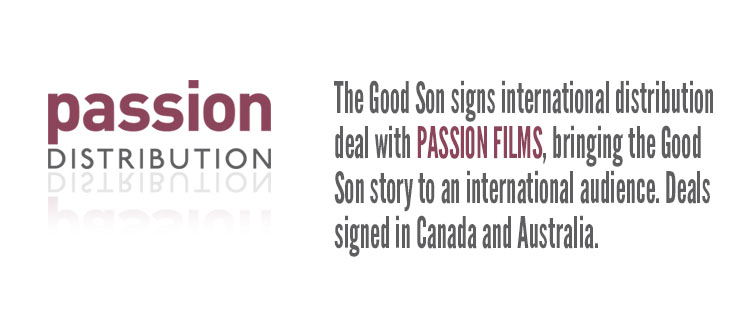 passion
DISTRIBUTION
The Good Son signs international distribution
deal with PASSION FILMS, bringing the Good
Son story to an international audience. Deals
signed in Canada and Australia.